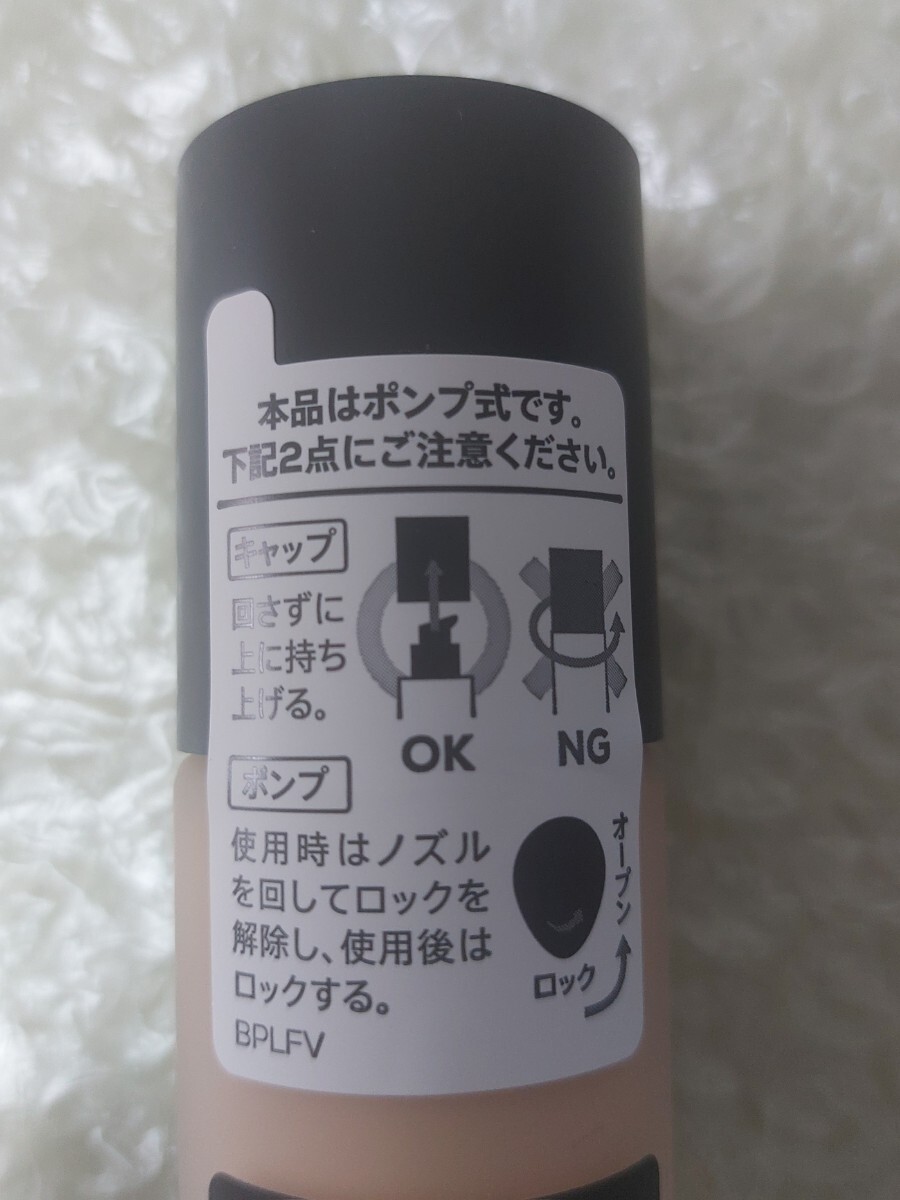 本品はポンプ式です。
下記2点にご注意ください。
キャップ
回さずに
上に持ち
上げる。
OK
NG
ポンプ
使用時はノズル
を回してロックを
解除し、使用後は
ロックする。
オープン
ロック
BPLFV